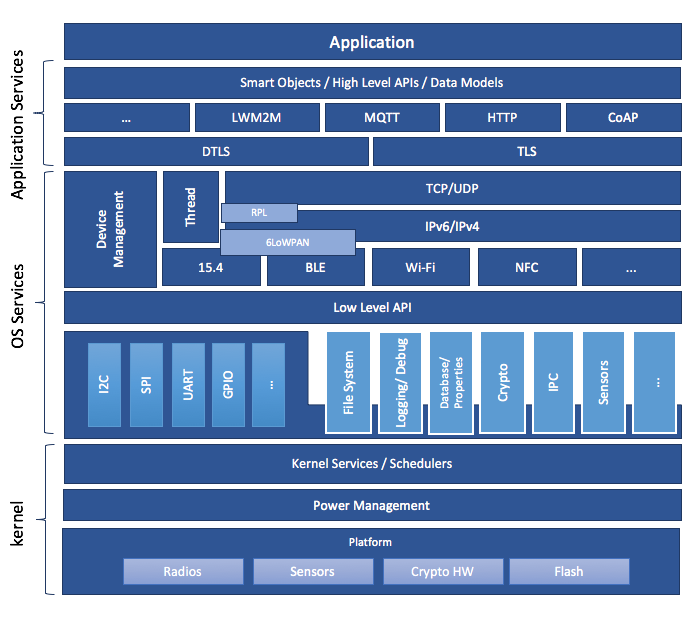 Application
Application Services
Smart Objects / High Level APIs / Data Models
...
LWM2M
MQTT
HTTP
CoAP
DTLS
TLS
OS Services
Device
Management
Thread
TCP/UDP
RPL
IPv6/IPv4
6LoWPAN
15.4
BLE
Wi-Fi
NFC
...
Low Level API
I2C
SPI
UART
GPIO
...
File System
Logging/ Debug
Database/
Properties
Crypto
IPC
Sensors
...
kernel
Kernel Services / Schedulers
Power Management
Platform
Radios
Sensors
Crypto HW
Flash